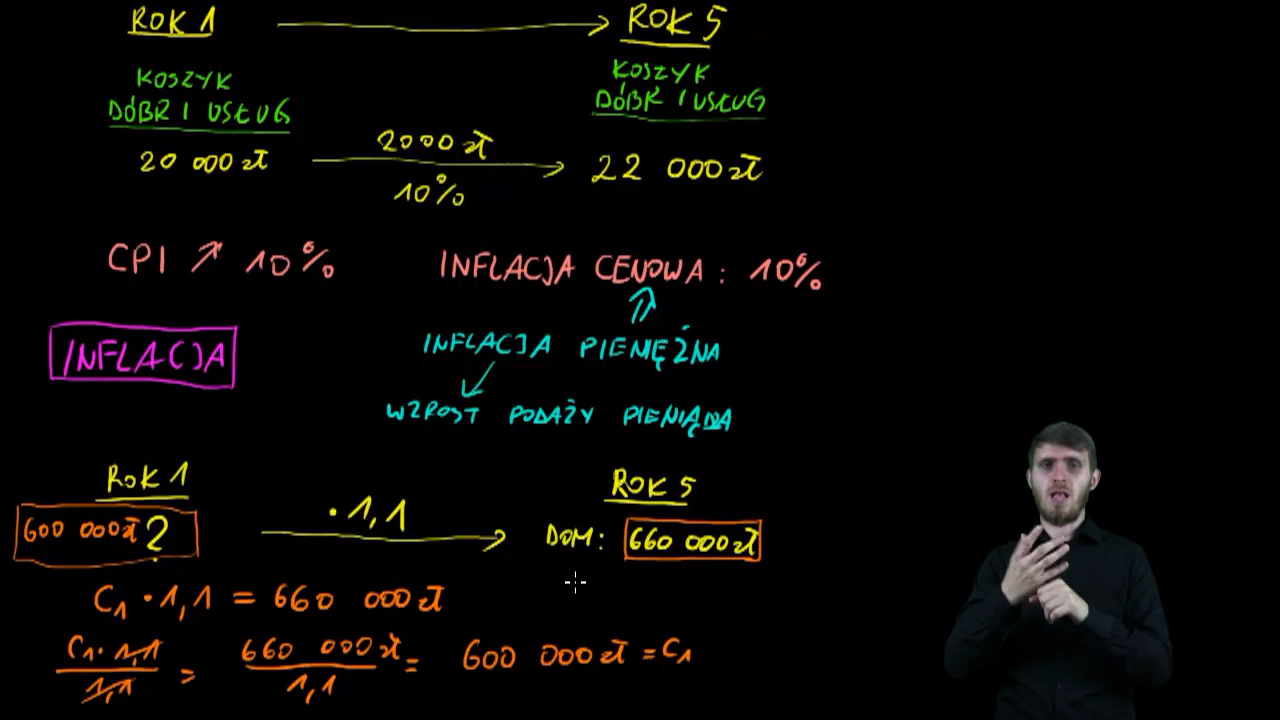 ROK 1 → ROK 5
KOSZYK DÓBR I USŁUG
KOSZYK DÓBR I USŁUG
20 000 zł
2000 zł
10%
22 000 zł
CPI ↗ 10%
INFLACJA CENOWA : 10%
INFLACJA
INFLACJA PIENIĘŻNA
WZROST PODAŻY PIENIĄDZA
ROK 1
ROK 5
600 000 zł ?
· 1,1
DOM: 660 000 zł
C₁ · 1,1 = 660 000 zł
C₁ · 1,1 / 1,1 = 660 000 zł / 1,1 = 600 000 zł = C₁